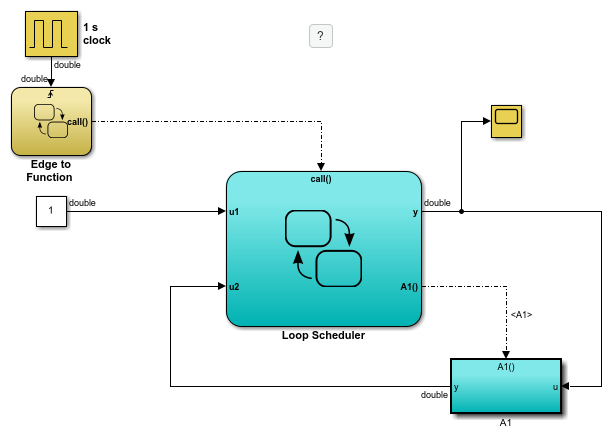 1 s
clock
?
double
double
call()
Edge to
Function
call()
1
double
u1
y
double
u2
A1()
Loop Scheduler
<A1>
A1()
y
u
double
A1